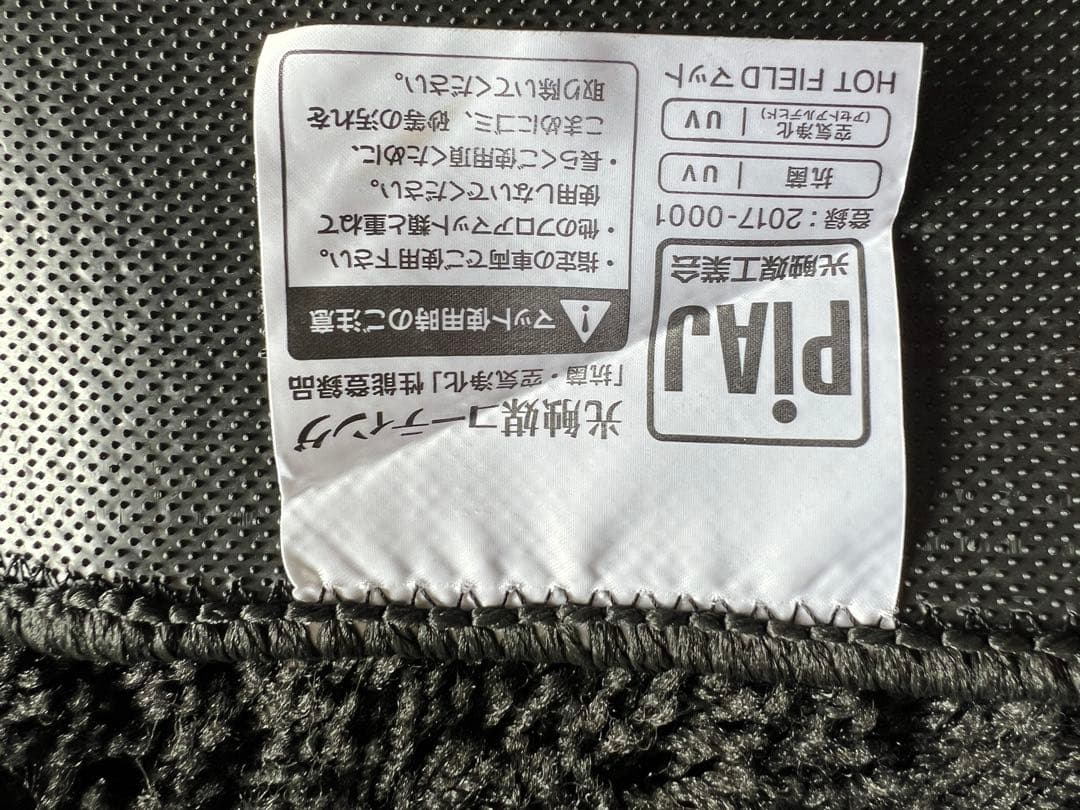 PiAJ
光触媒工業会
登録：2017-0001
抗菌 | UV
空気浄化 | UV
(アセトアルデヒド)
HOT FIELD マット
光触媒コーティング
「抗菌・空気浄化」性能登録品
マット使用時のご注意
・指定の車両でご使用下さい。
・他のフロアマット類と重ねて
使用しないでください。
・長らくご使用頂くために、
こまめにゴミ、砂等の汚れを
取り除いてください。